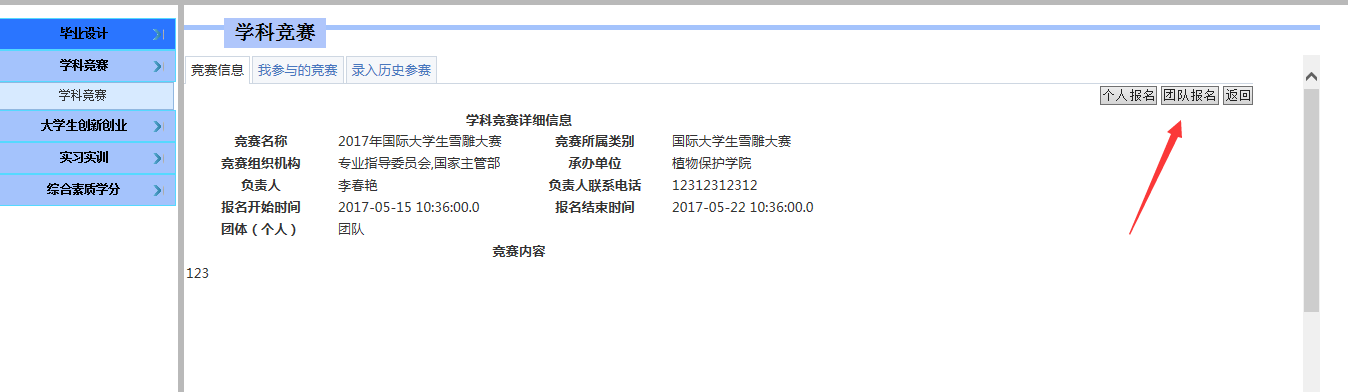 毕业设计
学科竞赛
学科竞赛
大学生创新创业
实习实训
综合素质学分
学科竞赛
竞赛信息 我参与的竞赛 录入历史参赛
个人报名 团队报名 返回
学科竞赛详细信息
竞赛名称 2017年国际大学生雪雕大赛 竞赛所属类别 国际大学生雪雕大赛
竞赛组织机构 专业指导委员会,国家主管部 承办单位 植物保护学院
负责人 李春艳 负责人联系电话 12312312312
报名开始时间 2017-05-15 10:36:00.0 报名结束时间 2017-05-22 10:36:00.0
团体（个人） 团队
竞赛内容
123